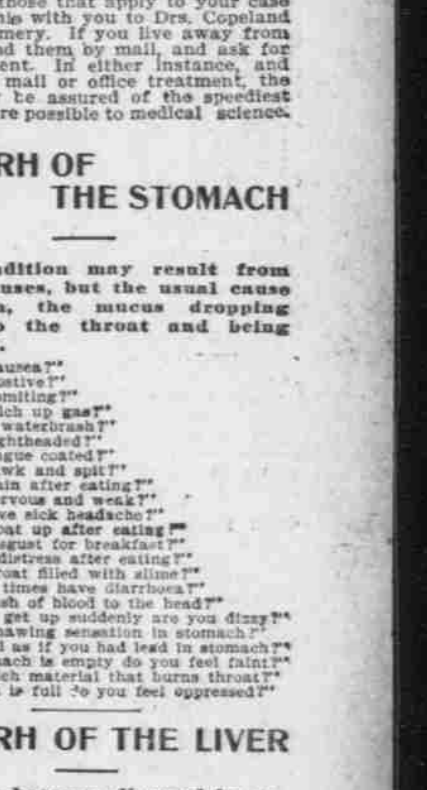 those that apply to your case
with you to Drs. Copeland
mery. If you live away from
d them by mail, and ask for
ent. In either instance, and
mail or office treatment, the
be assured of the speediest
re possible to medical science.
RH OF
THE STOMACH
dition may result from
uses, but the usual cause
, the mucus dropping
the throat and being
ausea?"
ostive?"
omiting?"
lch up gas?"
waterbrash?"
ghtheaded?"
ngue coated?"
wk and spit?"
ain after eating?"
rvous and weak?"
ve sick headache?"
oat up after eating?"
sgust for breakfast?"
distress after eating?"
roat filled with slime?"
times have diarrhoea?"
sh of blood to the head?"
get up suddenly are you dizzy?"
nawing sensation in stomach?"
l as if you had lead in stomach?"
ach is empty do you feel faint?"
ch material that burns throat?"
is full do you feel oppressed?"
RH OF THE LIVER